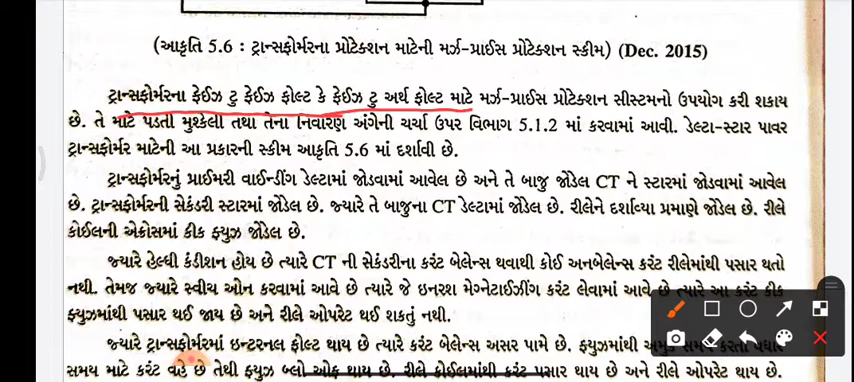 (આકૃતિ 5.6 : ટ્રાન્સફોર્મરના પ્રોટેક્શન માટેની મર્ઝ-પ્રાઈસ પ્રોટેક્શન સ્કીમ) (Dec. 2015)
ટ્રાન્સફોર્મરના ફેઈઝ ટુ ફેઈઝ ફોલ્ટ કે ફેઈઝ ટુ અર્થ ફોલ્ટ માટે મર્ઝ-પ્રાઈસ પ્રોટેક્શન સીસ્ટમનો ઉપયોગ કરી શકાય
છે. તે માટે પડતી મુશ્કેલી તથા તેના નિવારણ અંગેની ચર્ચા ઉપર વિભાગ 5.1.2 માં કરવામાં આવી. ડેલ્ટા-સ્ટાર પાવર
ટ્રાન્સફોર્મર માટેની આ પ્રકારની સ્કીમ આકૃતિ 5.6 માં દર્શાવી છે.
ટ્રાન્સફોર્મરનું પ્રાઈમરી વાઈન્ડીંગ ડેલ્ટામાં જોડવામાં આવેલ છે અને તે બાજુ જોડેલ CT ને સ્ટારમાં જોડવામાં આવેલ
છે. ટ્રાન્સફોર્મરની સેકંડરી સ્ટારમાં જોડેલ છે. જ્યારે તે બાજુના CT ડેલ્ટામાં જોડેલ છે. રીલેને દર્શાવ્યા પ્રમાણે જોડેલ છે. રીલે
કોઈલની એક્રોસમાં કીક ફ્યુઝ જોડેલ છે.
જ્યારે હેલ્ધી કંડીશન હોય છે ત્યારે CT ની સેકંડરીના કરંટ બેલેન્સ થવાથી કોઈ અનબેલેન્સ કરંટ રીલેમાંથી પસાર થતો
નથી. તેમજ જ્યારે સ્વીચ ઓન કરવામાં આવે છે ત્યારે જે ઇનરશ મેગ્નેટાઈઝીંગ કરંટ લેવામાં આવે છે ત્યારે આ કરંટ કીક
ફ્યુઝમાંથી પસાર થઈ જાય છે અને રીલે ઓપરેટ થઈ શકતું નથી.
જ્યારે ટ્રાન્સફોર્મરમાં ઇન્ટરનલ ફોલ્ટ થાય છે ત્યારે કરંટ બેલેન્સ અસર પામે છે. ફ્યુઝમાંથી
સમય માટે કરંટ વહે છે તેથી ફ્યુઝ બ્લો ઓફ થાય છે. રીલે કોઈલમાંથી કરંટ પસાર થાય છે અને રીલે ઓપરેટ થાય છે.